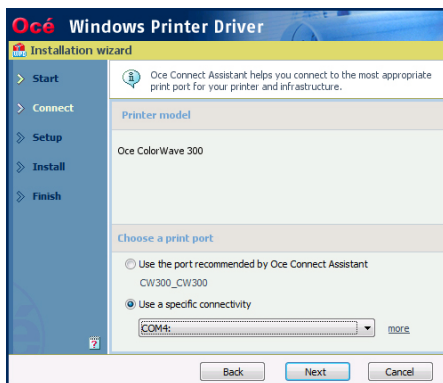 Océ Windows Printer Driver
Installation wizard
Start
Connect
Setup
Install
Finish
Oce Connect Assistant helps you connect to the most appropriate
print port for your printer and infrastructure.
Printer model
Oce ColorWave 300
Choose a print port
Use the port recommended by Oce Connect Assistant
CW300_CW300
Use a specific connectivity
COM4:
more
?
Back Next Cancel